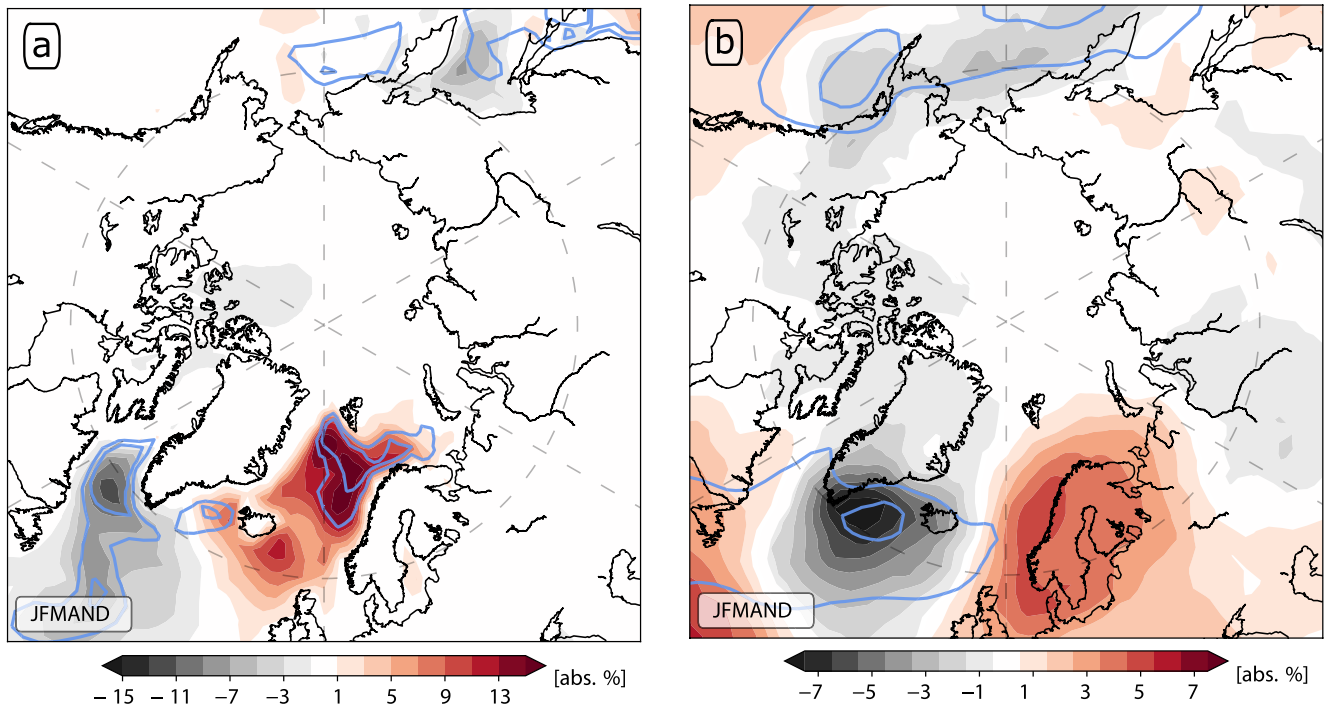 a
b
JFMAND
JFMAND
−15 −11 −7 −3 1 5 9 13 [abs. %]
−7 −5 −3 −1 1 3 5 7 [abs. %]